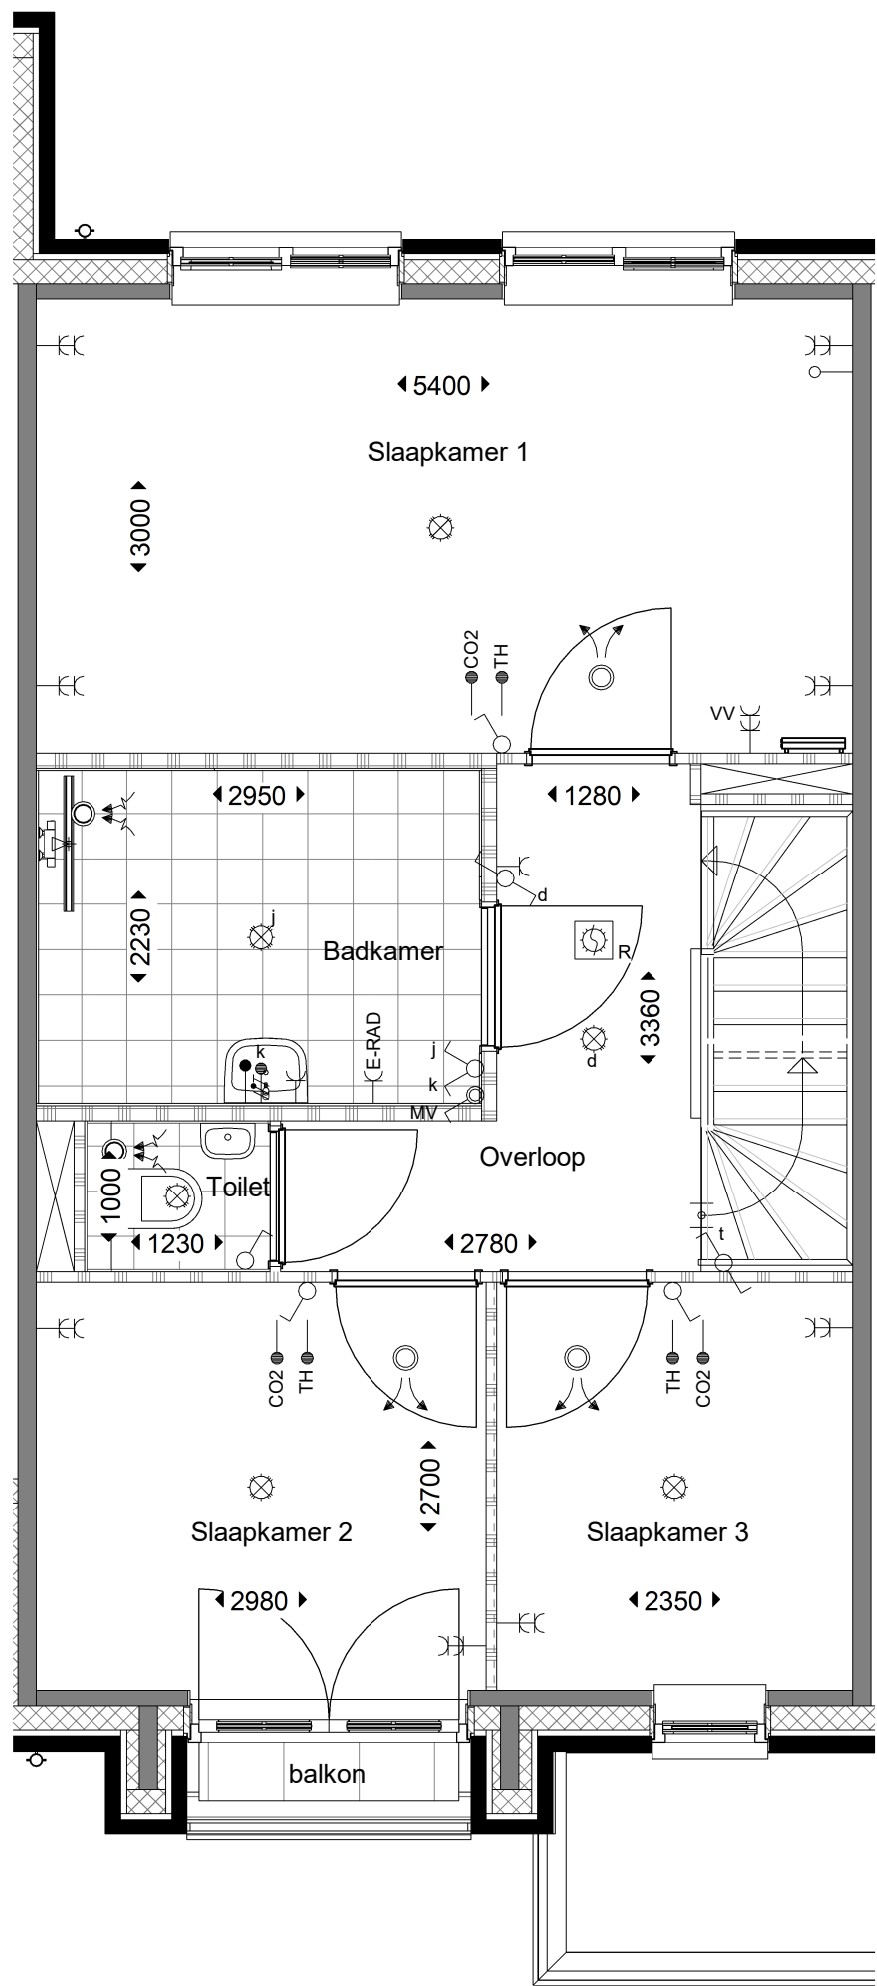 5400
Slaapkamer 1
3000
CO2
TH
VV
2950
1280
d
j
2230
Badkamer
R
3360
E-RAD
k
j
d
k
MV
Overloop
Toilet
1000
1230
2780
t
CO2
TH
TH
CO2
2700
Slaapkamer 2
Slaapkamer 3
2980
2350
balkon